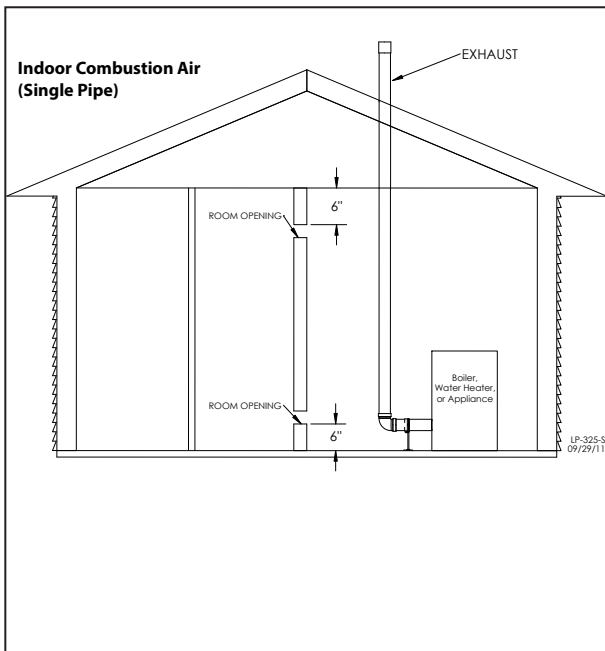 Indoor Combustion Air
(Single Pipe)
EXHAUST
6"
ROOM OPENING
Boiler,
Water Heater,
or Appliance
ROOM OPENING
6"
LP-325-S
09/29/11